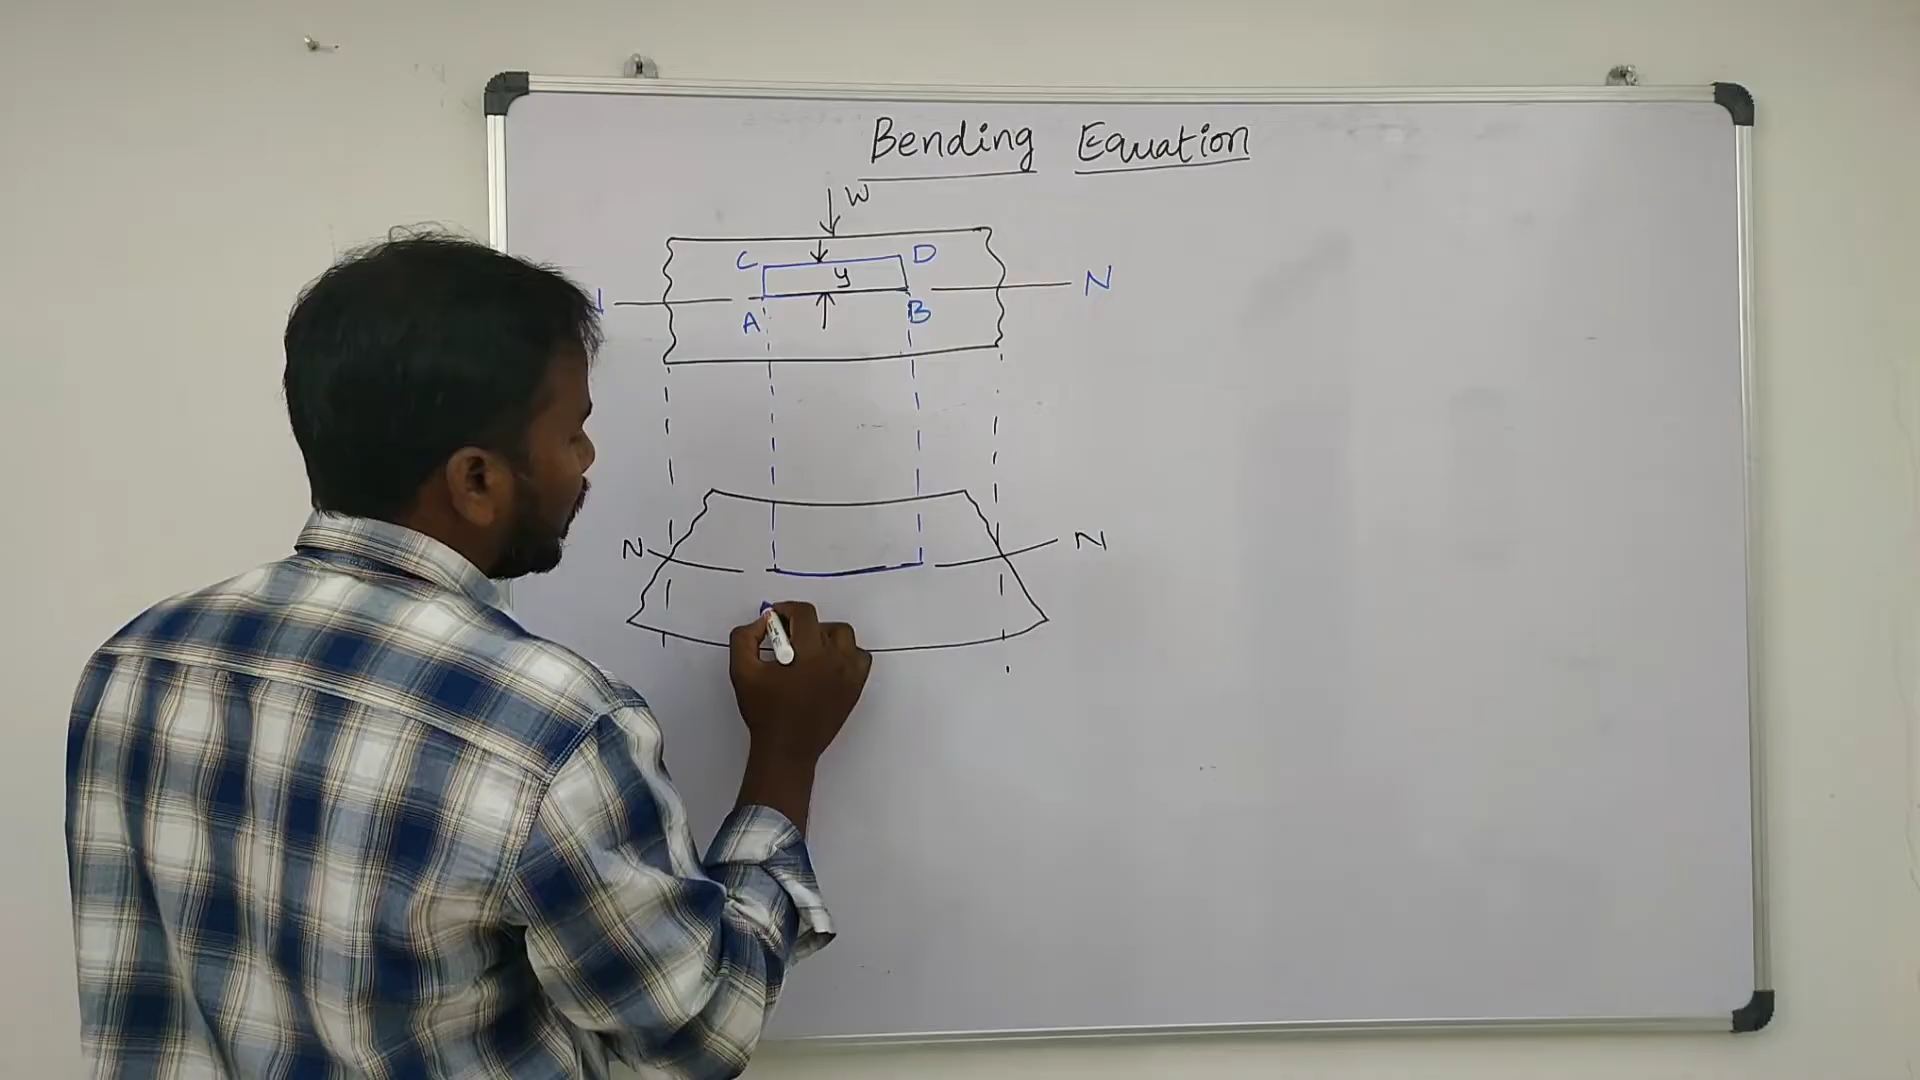 Bending Equation
W
C D
y
N N
A B
N N